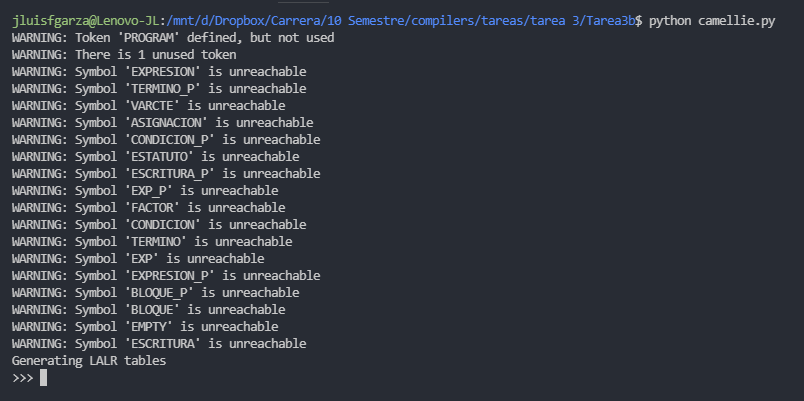 jluisfgarza@Lenovo-JL:/mnt/d/Dropbox/Carrera/10 Semestre/compilers/tareas/tarea 3/Tarea3b$ python camellie.py
WARNING: Token 'PROGRAM' defined, but not used
WARNING: There is 1 unused token
WARNING: Symbol 'EXPRESION' is unreachable
WARNING: Symbol 'TERMINO_P' is unreachable
WARNING: Symbol 'VARCTE' is unreachable
WARNING: Symbol 'ASIGNACION' is unreachable
WARNING: Symbol 'CONDICION_P' is unreachable
WARNING: Symbol 'ESTATUTO' is unreachable
WARNING: Symbol 'ESCRITURA_P' is unreachable
WARNING: Symbol 'EXP_P' is unreachable
WARNING: Symbol 'FACTOR' is unreachable
WARNING: Symbol 'CONDICION' is unreachable
WARNING: Symbol 'TERMINO' is unreachable
WARNING: Symbol 'EXP' is unreachable
WARNING: Symbol 'EXPRESION_P' is unreachable
WARNING: Symbol 'BLOQUE_P' is unreachable
WARNING: Symbol 'BLOQUE' is unreachable
WARNING: Symbol 'EMPTY' is unreachable
WARNING: Symbol 'ESCRITURA' is unreachable
Generating LALR tables
>>>